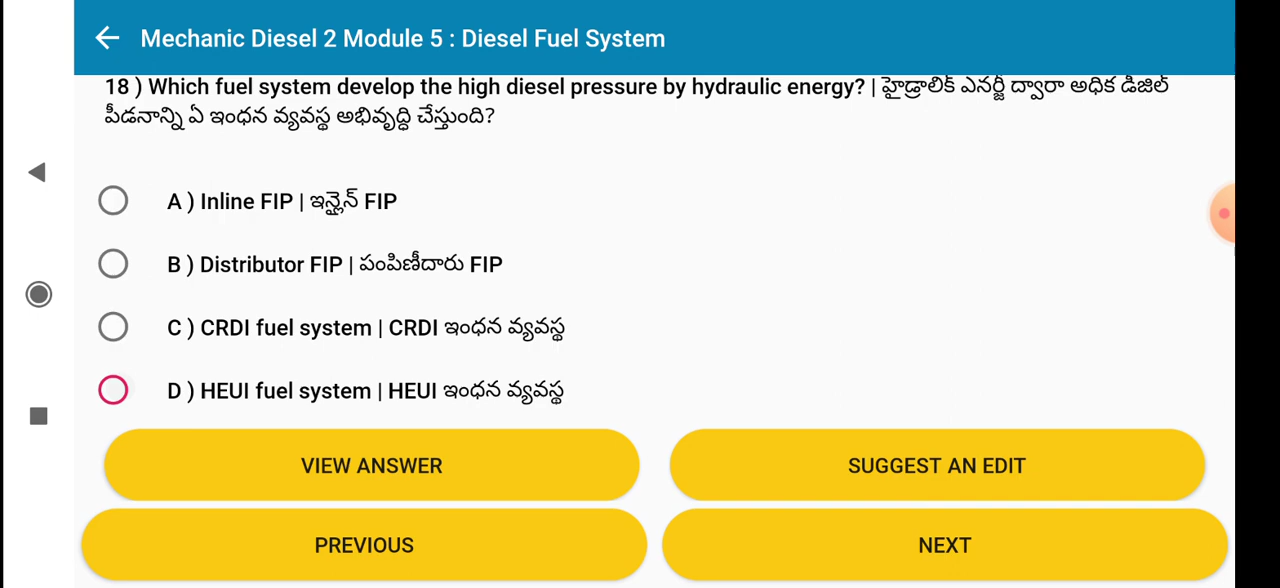 Mechanic Diesel 2 Module 5 : Diesel Fuel System
18 ) Which fuel system develop the high diesel pressure by hydraulic energy? | హైడ్రాలిక్ ఎనర్జీ ద్వారా అధిక డీజిల్
పీడనాన్ని ఏ ఇంధన వ్యవస్థ అభివృద్ధి చేస్తుంది?
A ) Inline FIP | ఇన్లైన్ FIP
B ) Distributor FIP | పంపిణీదారు FIP
C ) CRDI fuel system | CRDI ఇంధన వ్యవస్థ
D ) HEUI fuel system | HEUI ఇంధన వ్యవస్థ
VIEW ANSWER
SUGGEST AN EDIT
PREVIOUS
NEXT